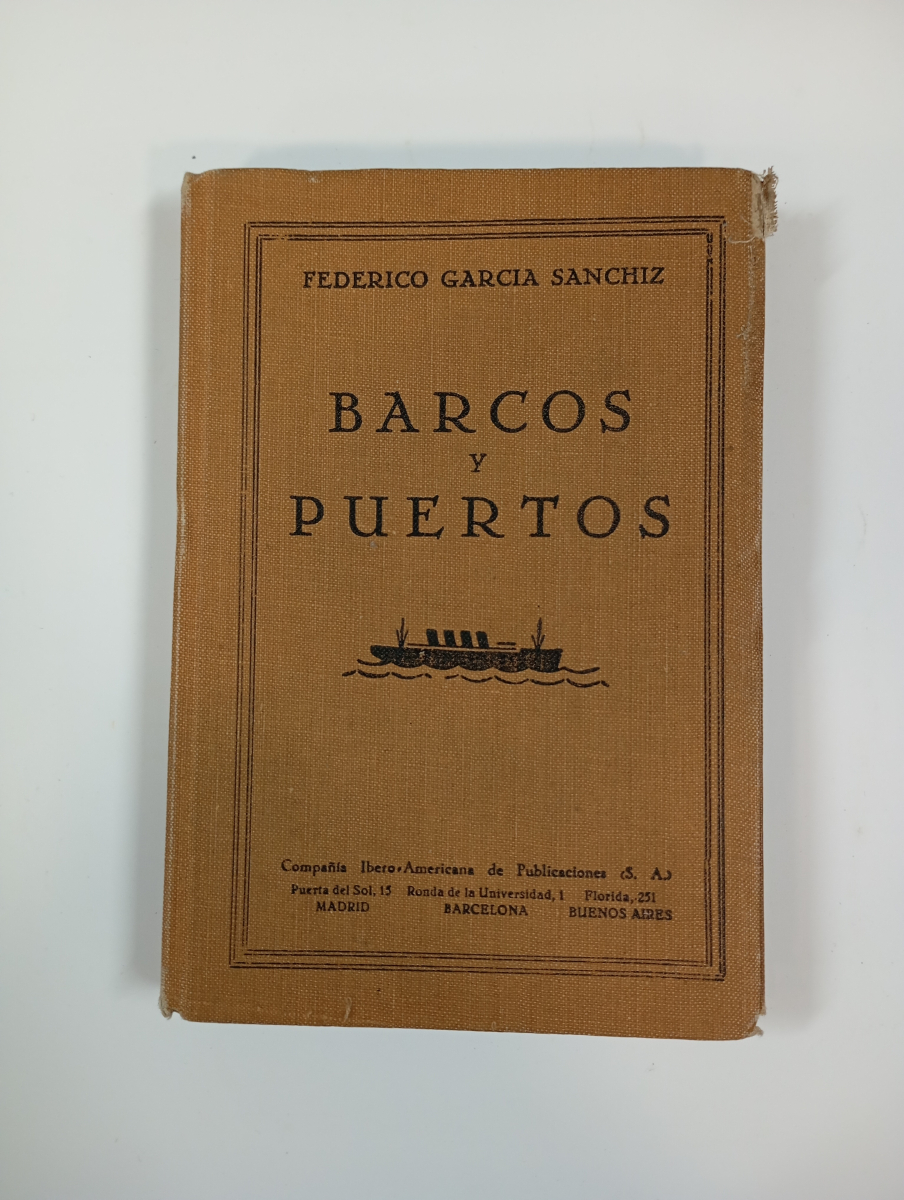 FEDERICO GARCIA SANCHIZ
BARCOS
Y
PUERTOS
Compañía Ibero-Americana de Publicaciones (S. A.)
Puerta del Sol, 15 Ronda de la Universidad, 1 Florida, 251
MADRID BARCELONA BUENOS AIRES